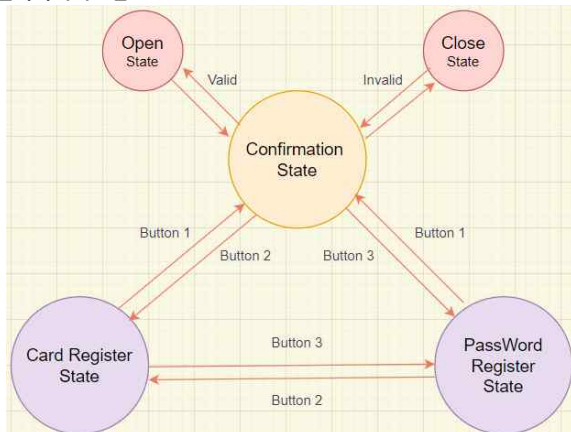 Open
State
Close
State
Valid
Invalid
Confirmation
State
Button 1
Button 2
Button 3
Button 1
Card Register
State
Button 3
Button 2
PassWord
Register
State